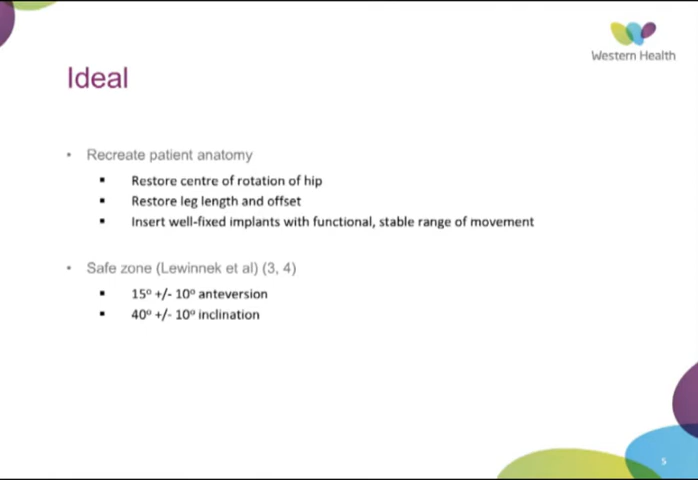 Western Health
Ideal
• Recreate patient anatomy
▪ Restore centre of rotation of hip
▪ Restore leg length and offset
▪ Insert well-fixed implants with functional, stable range of movement
• Safe zone (Lewinnek et al) (3, 4)
▪ 15º +/- 10º anteversion
▪ 40º +/- 10º inclination
5